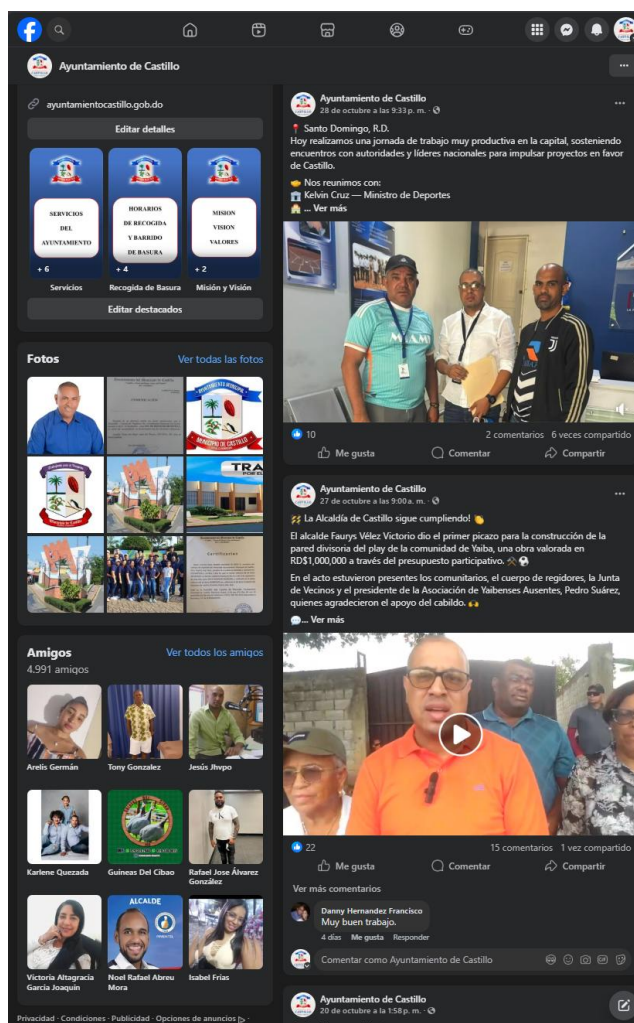 Ayuntamiento de Castillo
ayuntamientocastillo.gob.do
Editar detalles
SERVICIOS
DEL
AYUNTAMIENTO
+ 6
Servicios
HORARIOS
DE RECOGIDA
Y BARRIDO
DE BASURA
+ 4
Recogida de Basura
MISION
VISION
VALORES
+ 2
Misión y Visión
Editar destacados
Fotos
Ver todas las fotos
AYUNTAMIENTO MUNICIPAL
MUNICIPIO DE CASTILLO
TRA
Amigos
Ver todos los amigos
4.991 amigos
Arelis Germán
Tony Gonzalez
Jesús Jhvpo
Karlene Quezada
Guineas Del Cibao
Rafael Jose Álvarez
González
ALCALDE
Victoria Altagracia
García Joaquín
Noel Rafael Abreu
Mora
Isabel Frias
Privacidad · Condiciones · Publicidad · Opciones de anuncios
Ayuntamiento de Castillo
28 de octubre a las 9:33 p. m. ·
📍 Santo Domingo, R.D.
Hoy realizamos una jornada de trabajo muy productiva en la capital, sosteniendo
encuentros con autoridades y líderes nacionales para impulsar proyectos en favor
de Castillo.
🤝 Nos reunimos con:
🏛️ Kelvin Cruz — Ministro de Deportes
🏠 ... Ver más
MIAMI
10
2 comentarios 6 veces compartido
Me gusta
Comentar
Compartir
Ayuntamiento de Castillo
27 de octubre a las 9:00 a. m. ·
🚧 La Alcaldía de Castillo sigue cumpliendo! 👏
El alcalde Faurys Vélez Victorio dio el primer picazo para la construcción de la
pared divisoria del play de la comunidad de Yaiba, una obra valorada en
RD$1,000,000 a través del presupuesto participativo. ⚒️⚽
En el acto estuvieron presentes los comunitarios, el cuerpo de regidores, la Junta
de Vecinos y el presidente de la Asociación de Yaibenses Ausentes, Pedro Suárez,
quienes agradecieron el apoyo del cabildo. 🙌
💬... Ver más
22
15 comentarios 1 vez compartido
Me gusta
Comentar
Compartir
Ver más comentarios
Danny Hernandez Francisco
Muy buen trabajo.
4 días Me gusta Responder
Comentar como Ayuntamiento de Castillo
Ayuntamiento de Castillo
20 de octubre a la 1:58 p. m. ·